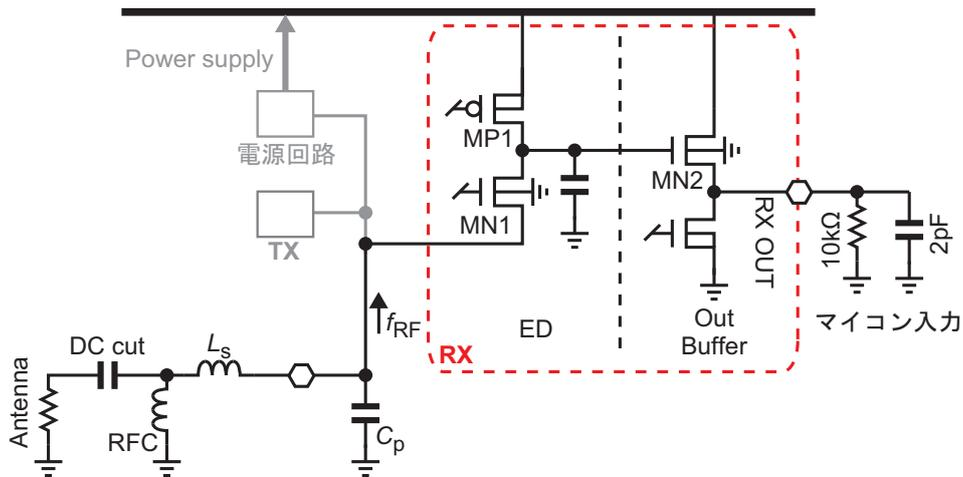 Power supply
電源回路
TX
MP1
MN1
MN2
RX OUT
10kΩ
2pF
マイコン入力
fRF
ED
Out
Buffer
RX
DC cut
Ls
Antenna
RFC
Cp